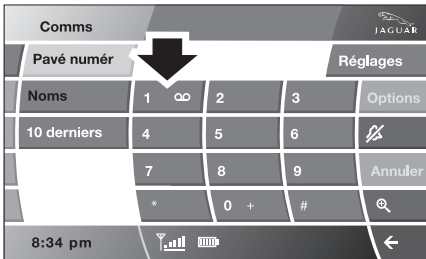 Comms
JAGUAR
Pavé numér
Réglages
Noms
1 2 3
Options
10 derniers
4 5 6
7 8 9
Annuler
* 0 + #
8:34 pm